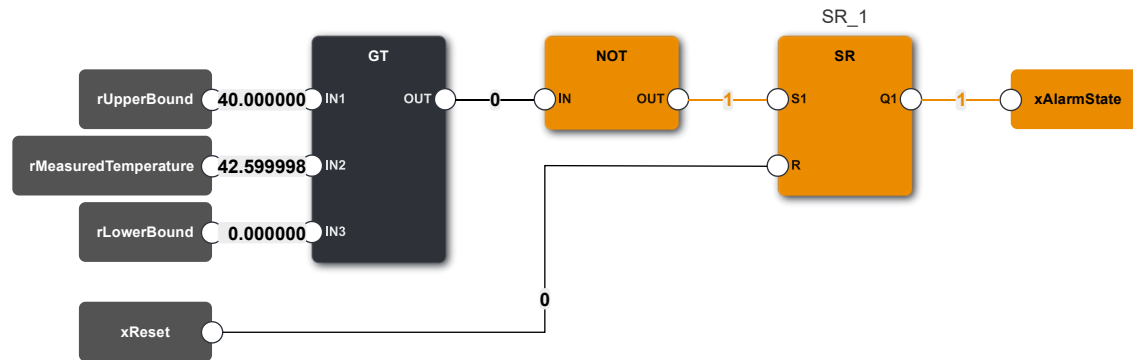 SR_1
GT
NOT
SR
rUpperBound 40.000000 IN1 OUT 0 IN OUT 1 S1 Q1 1 xAlarmState
rMeasuredTemperature 42.599998 IN2 R
rLowerBound 0.000000 IN3
0
xReset